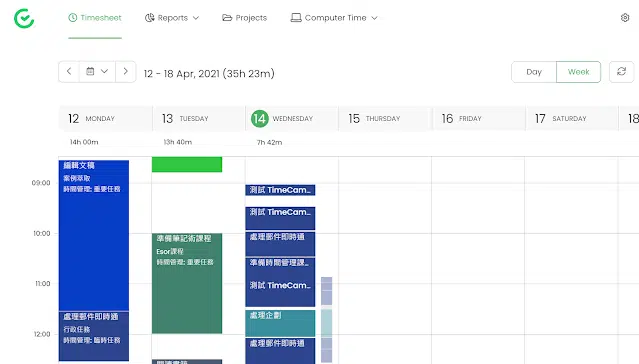 Timesheet
Reports
Projects
Computer Time
12 - 18 Apr, 2021 (35h 23m)
Day
Week
12 MONDAY
13 TUESDAY
14 WEDNESDAY
15 THURSDAY
16 FRIDAY
17 SATURDAY
18
14h 00m
13h 40m
7h 42m
09:00
10:00
11:00
12:00
編輯文稿
案例萃取
時間管理: 重要任務
處理郵件即時通
行政任務
時間管理: 臨時任務
準備筆記術課程
Esor課程
時間管理: 重要任務
測試 TimeCam...
測試 TimeCam...
處理郵件即時通
準備時間管理課...
測試 TimeCam...
處理企劃
處理郵件即時通